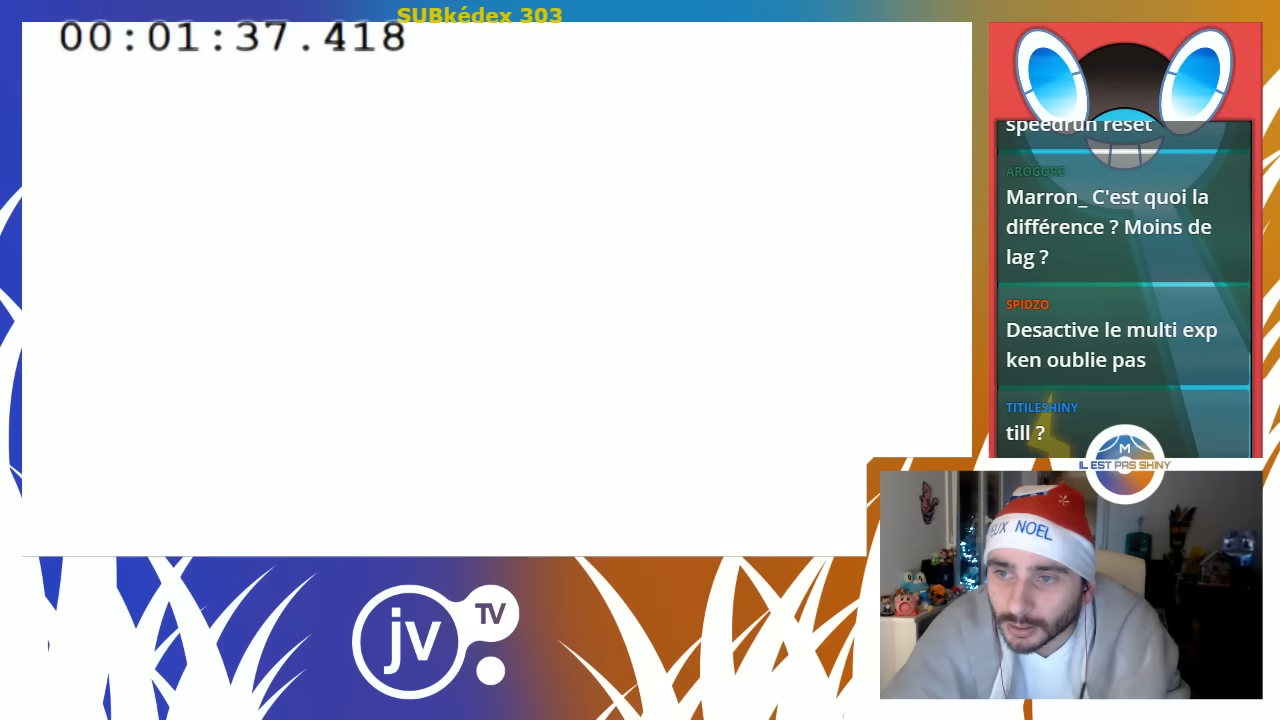 SUBkédex 303
00:01:37.418
speedrun reset
AROGORE
Marron_ C'est quoi la
différence ? Moins de
lag ?
SPIDZO
Desactive le multi exp
ken oublie pas
TITILESHINY
till ?
M
IL EST PAS SHINY
EUX NOEL
jv
TV